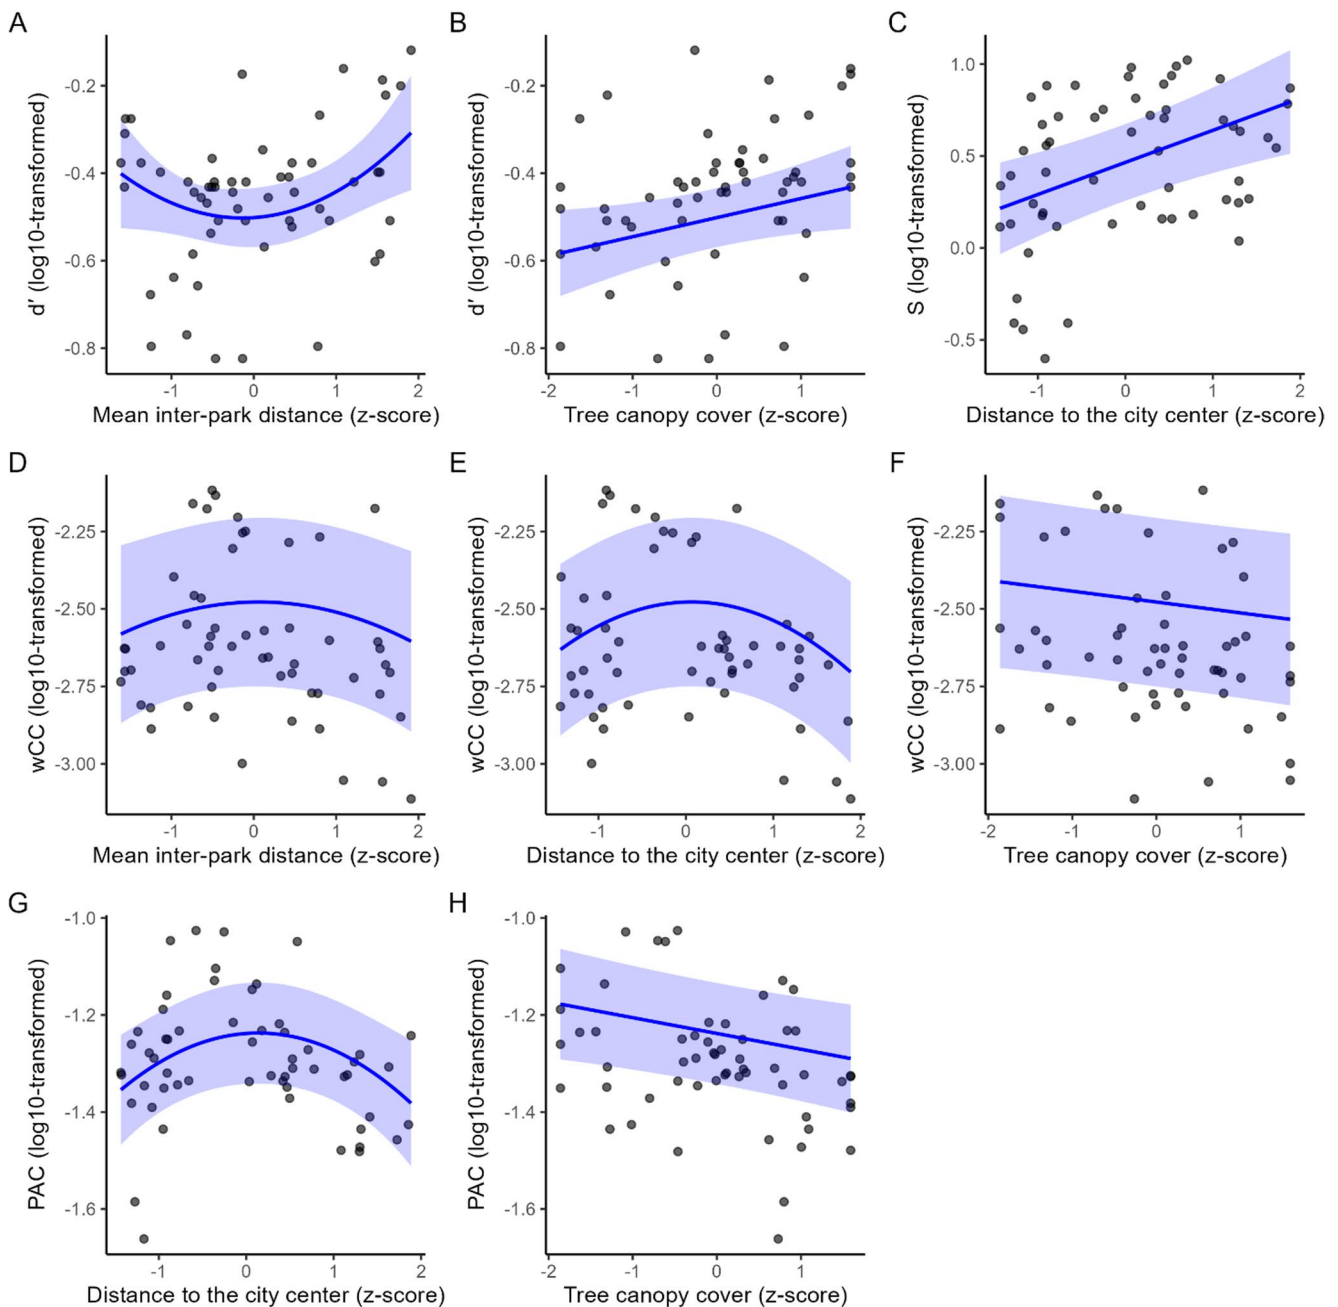 A
B
C
d′ (log10-transformed)
-0.2
-0.4
-0.6
-0.8
-1
0
1
2
Mean inter-park distance (z-score)
d′ (log10-transformed)
-0.2
-0.4
-0.6
-0.8
-2
-1
0
1
Tree canopy cover (z-score)
S (log10-transformed)
1.0
0.5
0.0
-0.5
-1
0
1
2
Distance to the city center (z-score)
D
E
F
wCC (log10-transformed)
-2.25
-2.50
-2.75
-3.00
-1
0
1
2
Mean inter-park distance (z-score)
wCC (log10-transformed)
-2.25
-2.50
-2.75
-3.00
-1
0
1
2
Distance to the city center (z-score)
wCC (log10-transformed)
-2.25
-2.50
-2.75
-3.00
-2
-1
0
1
Tree canopy cover (z-score)
G
H
PAC (log10-transformed)
-1.0
-1.2
-1.4
-1.6
-1
0
1
2
Distance to the city center (z-score)
PAC (log10-transformed)
-1.0
-1.2
-1.4
-1.6
-2
-1
0
1
Tree canopy cover (z-score)